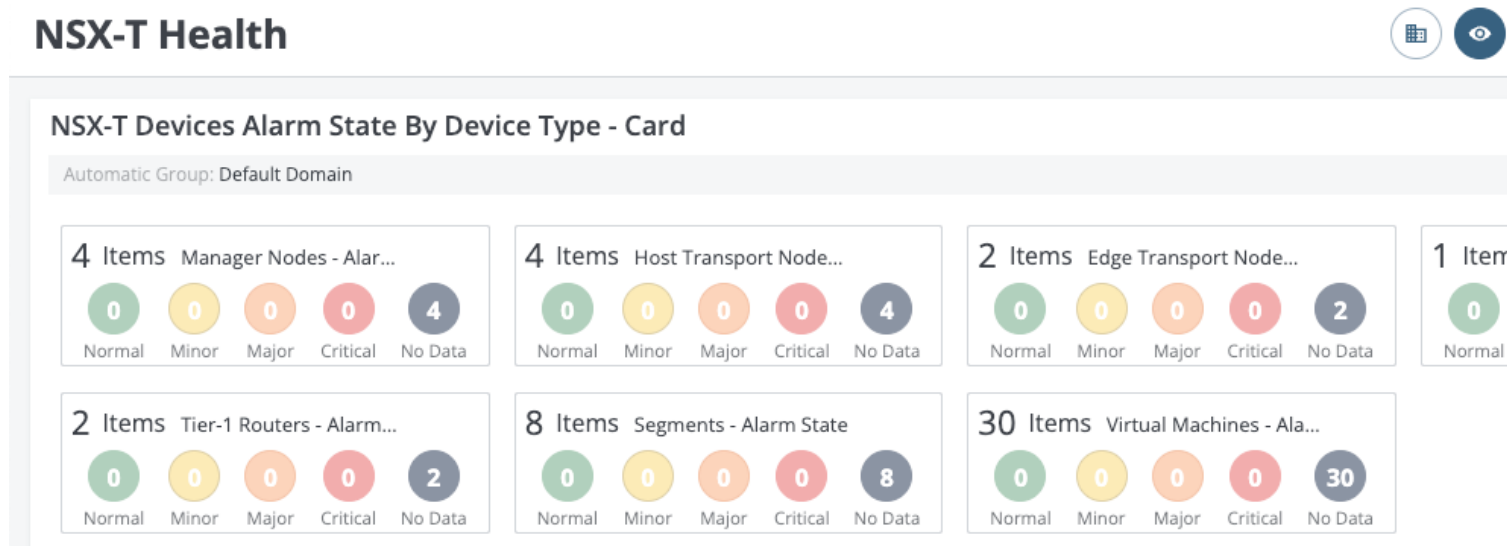 NSX-T Health
NSX-T Devices Alarm State By Device Type - Card
Automatic Group: Default Domain
4 Items Manager Nodes - Alar...
0 0 0 0 4
Normal Minor Major Critical No Data
4 Items Host Transport Node...
0 0 0 0 4
Normal Minor Major Critical No Data
2 Items Edge Transport Node...
0 0 0 0 2
Normal Minor Major Critical No Data
1 Item
0
Normal
2 Items Tier-1 Routers - Alarm...
0 0 0 0 2
Normal Minor Major Critical No Data
8 Items Segments - Alarm State
0 0 0 0 8
Normal Minor Major Critical No Data
30 Items Virtual Machines - Ala...
0 0 0 0 30
Normal Minor Major Critical No Data